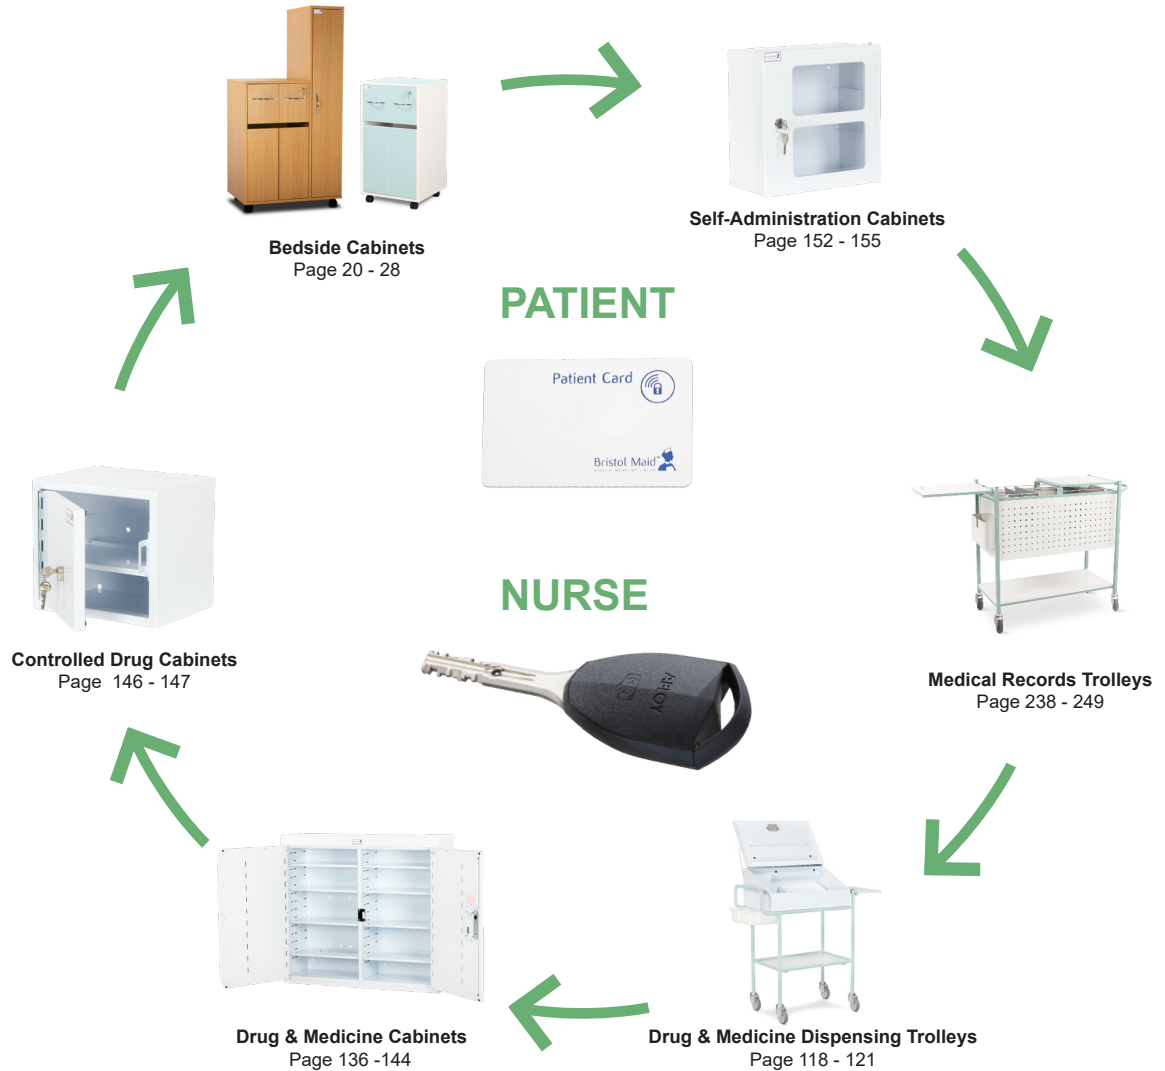 Bedside Cabinets
Page 20 - 28
Self-Administration Cabinets
Page 152 - 155
PATIENT
Patient Card
Bristol Maid
NURSE
ABLOY
Controlled Drug Cabinets
Page 146 - 147
Medical Records Trolleys
Page 238 - 249
Drug & Medicine Cabinets
Page 136 -144
Drug & Medicine Dispensing Trolleys
Page 118 - 121